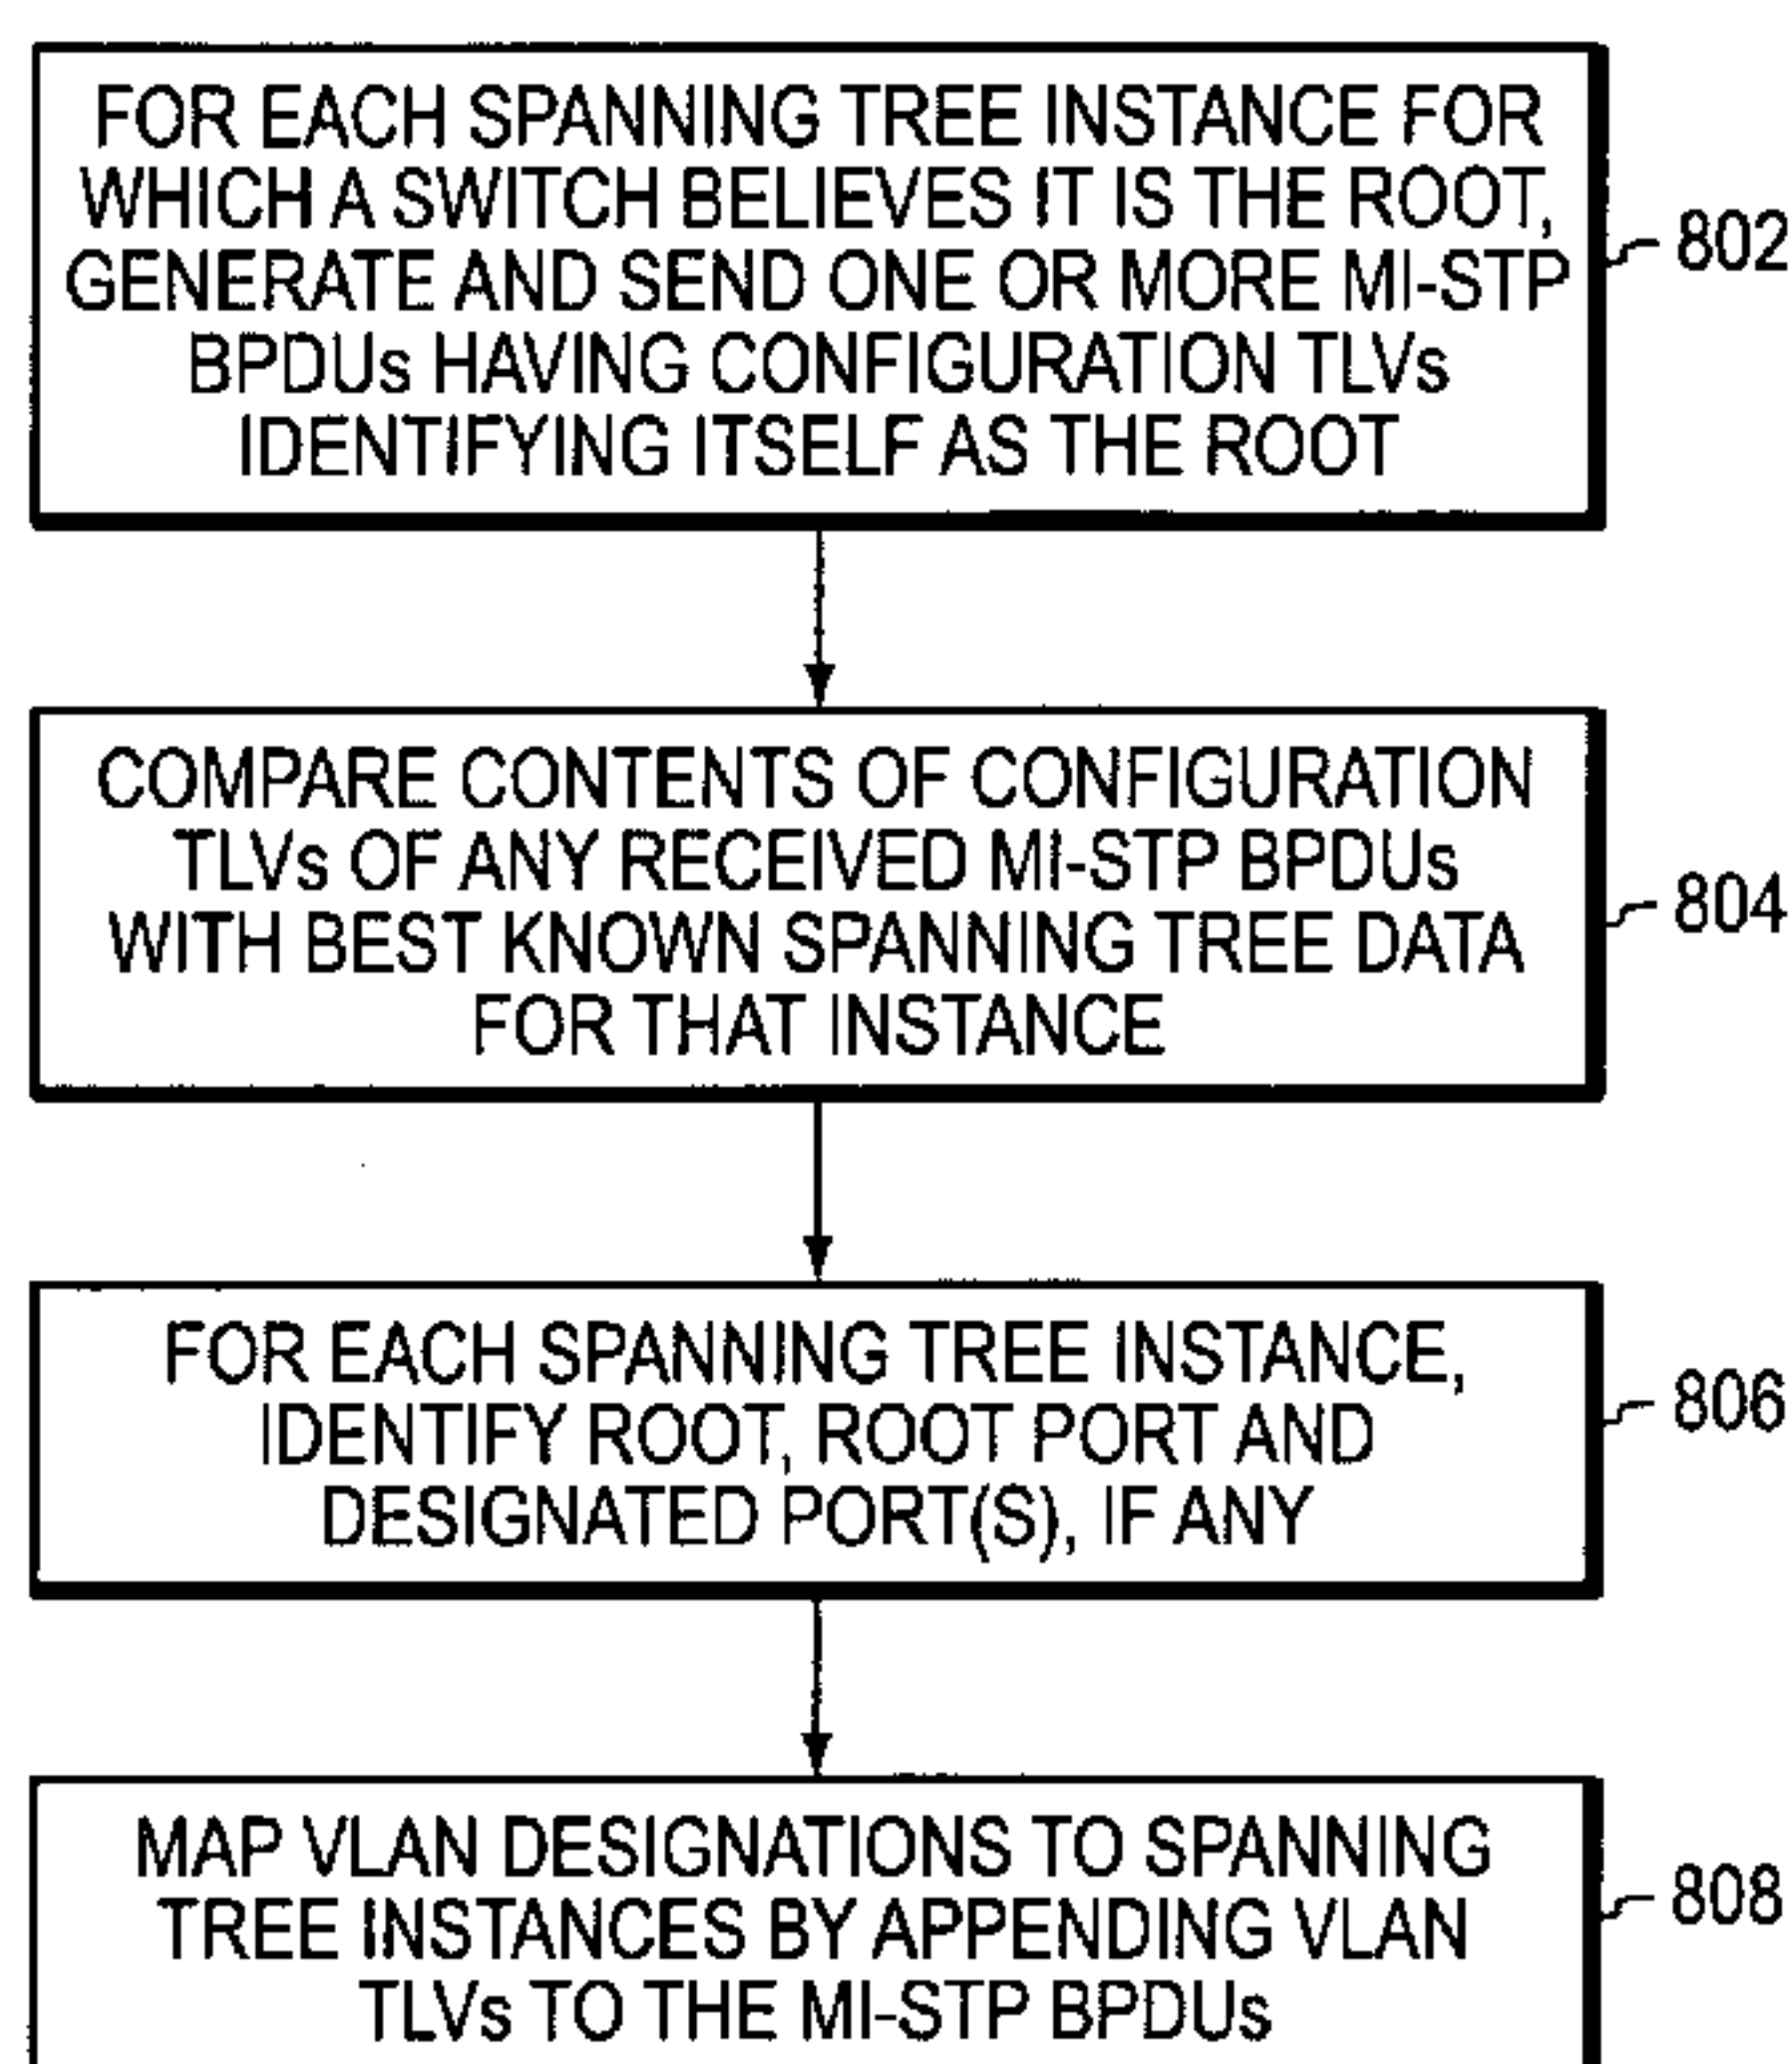 FOR EACH SPANNING TREE INSTANCE FOR
WHICH A SWITCH BELIEVES IT IS THE ROOT,
GENERATE AND SEND ONE OR MORE MI-STP
BPDUs HAVING CONFIGURATION TLVs
IDENTIFYING ITSELF AS THE ROOT
802
COMPARE CONTENTS OF CONFIGURATION
TLVs OF ANY RECEIVED MI-STP BPDUs
WITH BEST KNOWN SPANNING TREE DATA
FOR THAT INSTANCE
804
FOR EACH SPANNING TREE INSTANCE,
IDENTIFY ROOT, ROOT PORT AND
DESIGNATED PORT(S), IF ANY
806
MAP VLAN DESIGNATIONS TO SPANNING
TREE INSTANCES BY APPENDING VLAN
TLVs TO THE MI-STP BPDUs
808